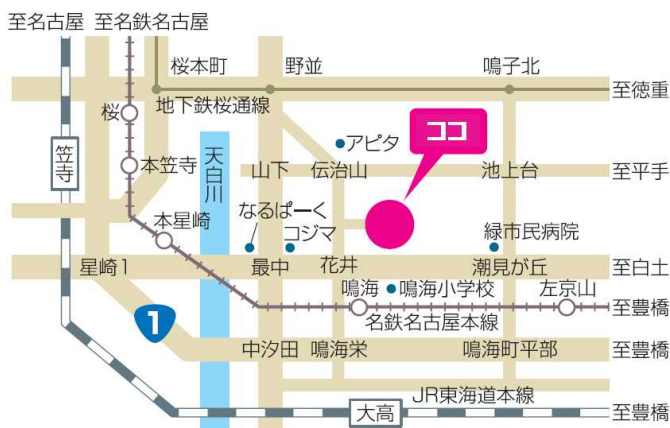 至名古屋 至名鉄名古屋
桜本町 野並 鳴子北
至徳重
地下鉄桜通線
桜
ココ
アピタ
笠寺
天白川
本笠寺
山下 伝治山 池上台 至平手
なるぱーく
本星崎
コジマ
緑市民病院
星崎1 最中 花井 潮見が丘 至白土
鳴海 鳴海小学校 左京山
至豊橋
1
名鉄名古屋本線
中汐田 鳴海栄 鳴海町平部 至豊橋
JR東海道本線
大高 至豊橋